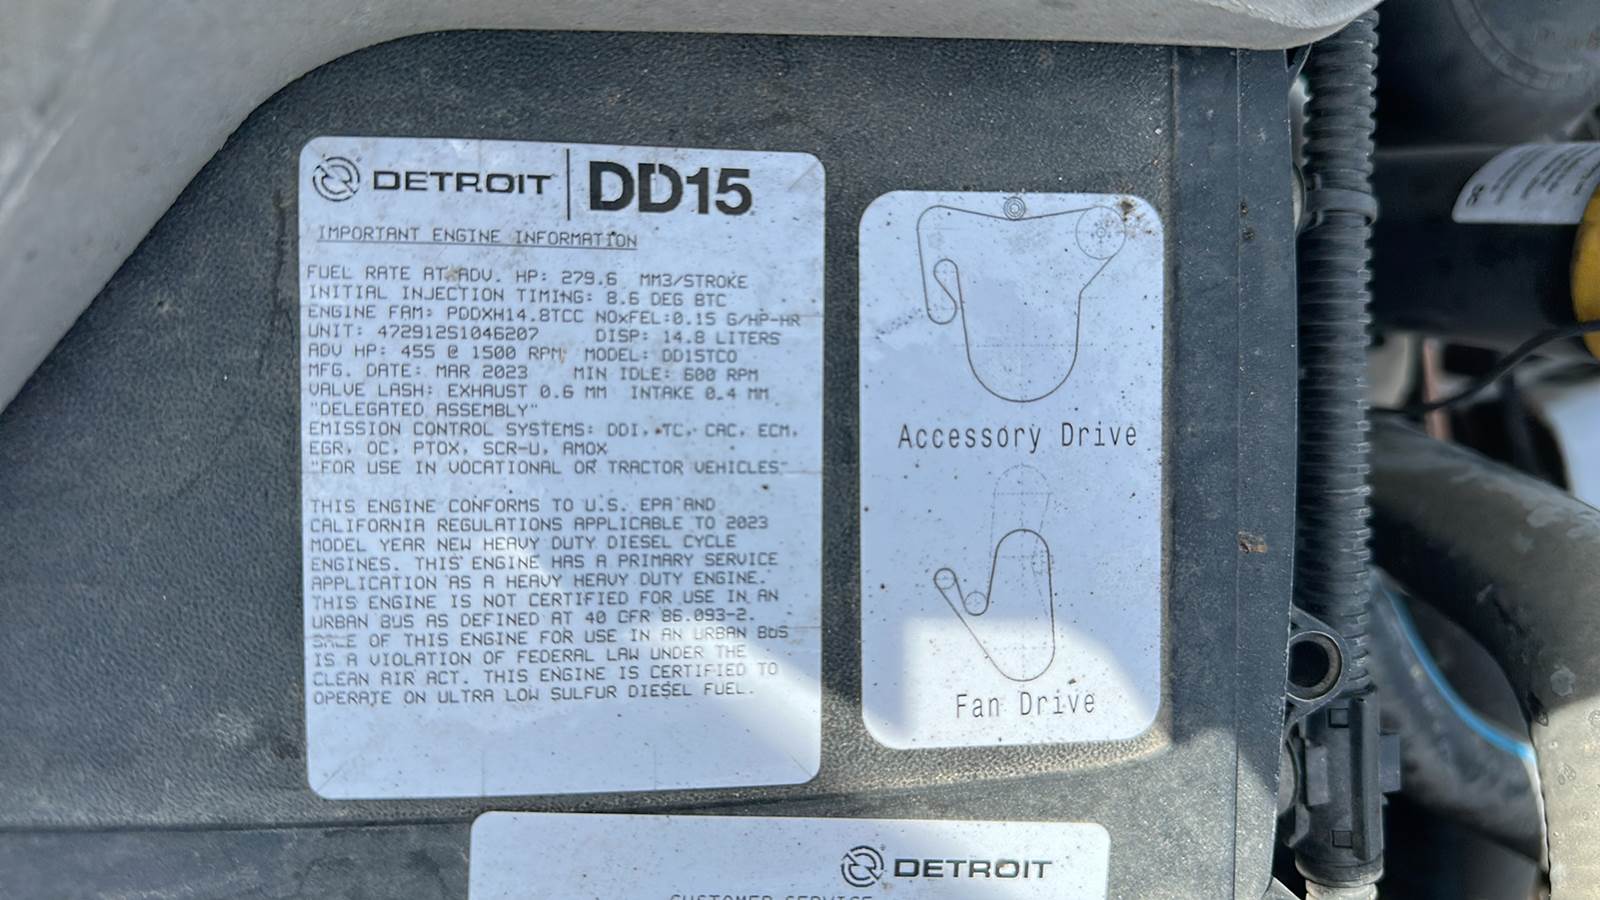 DETROIT DD15
IMPORTANT ENGINE INFORMATION
FUEL RATE AT ADV. HP: 279.6 MM3/STROKE
INITIAL INJECTION TIMING: 8.6 DEG BTC
ENGINE FAM: PDDXH14.8TCC NOxFEL:0.15 G/HP-HR
UNIT: 472912S1046207 DISP: 14.8 LITERS
ADV HP: 455 @ 1500 RPM MODEL: DD15TCO
MFG. DATE: MAR 2023 MIN IDLE: 600 RPM
VALVE LASH: EXHAUST 0.6 MM INTAKE 0.4 MM
"DELEGATED ASSEMBLY"
EMISSION CONTROL SYSTEMS: DDI, TC, CAC, ECM,
EGR, OC, PTOX, SCR-U, AMOX
"FOR USE IN VOCATIONAL OR TRACTOR VEHICLES"
THIS ENGINE CONFORMS TO U.S. EPA AND
CALIFORNIA REGULATIONS APPLICABLE TO 2023
MODEL YEAR NEW HEAVY DUTY DIESEL CYCLE
ENGINES. THIS ENGINE HAS A PRIMARY SERVICE
APPLICATION AS A HEAVY HEAVY DUTY ENGINE.
THIS ENGINE IS NOT CERTIFIED FOR USE IN AN
URBAN BUS AS DEFINED AT 40 CFR 86.093-2.
SALE OF THIS ENGINE FOR USE IN AN URBAN BUS
IS A VIOLATION OF FEDERAL LAW UNDER THE
CLEAN AIR ACT. THIS ENGINE IS CERTIFIED TO
OPERATE ON ULTRA LOW SULFUR DIESEL FUEL.
Accessory Drive
Fan Drive
DETROIT
CUSTOMER SERVICE